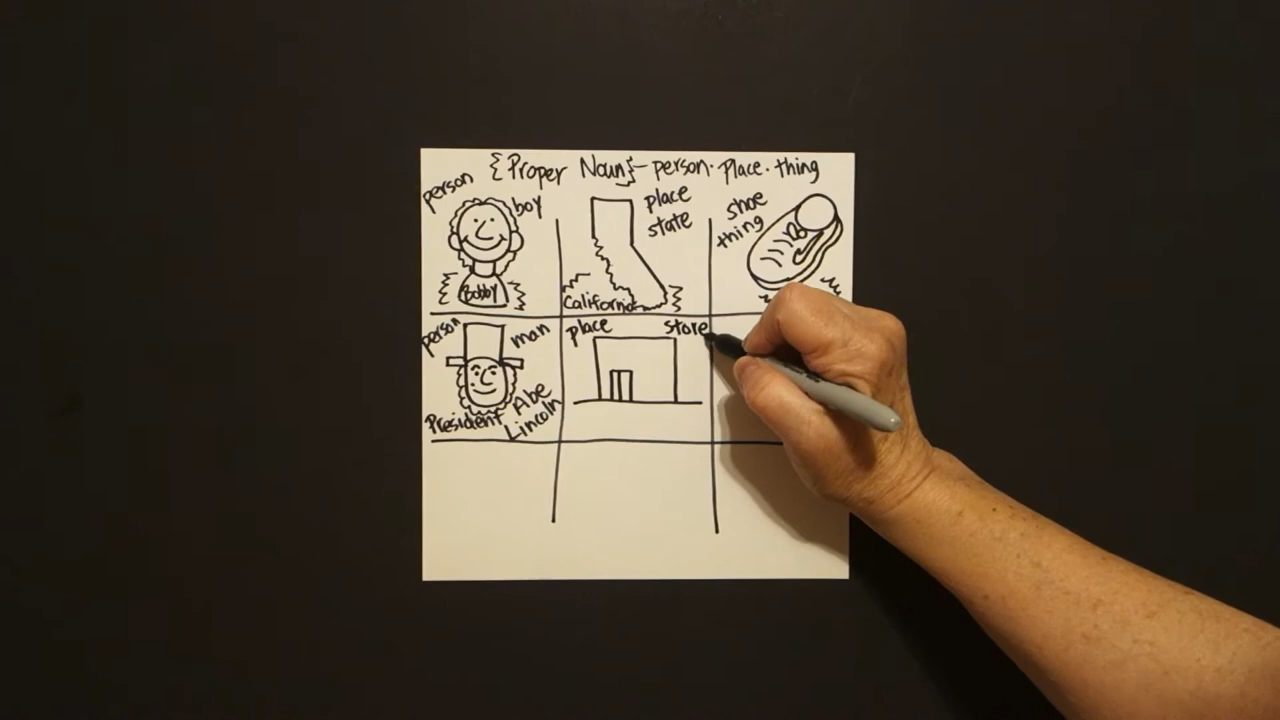 {Proper Noun}-person. Place. thing
person
boy
Bobby
place
state
California
shoe
thing
person
man
President Abe
Lincoln
place
store